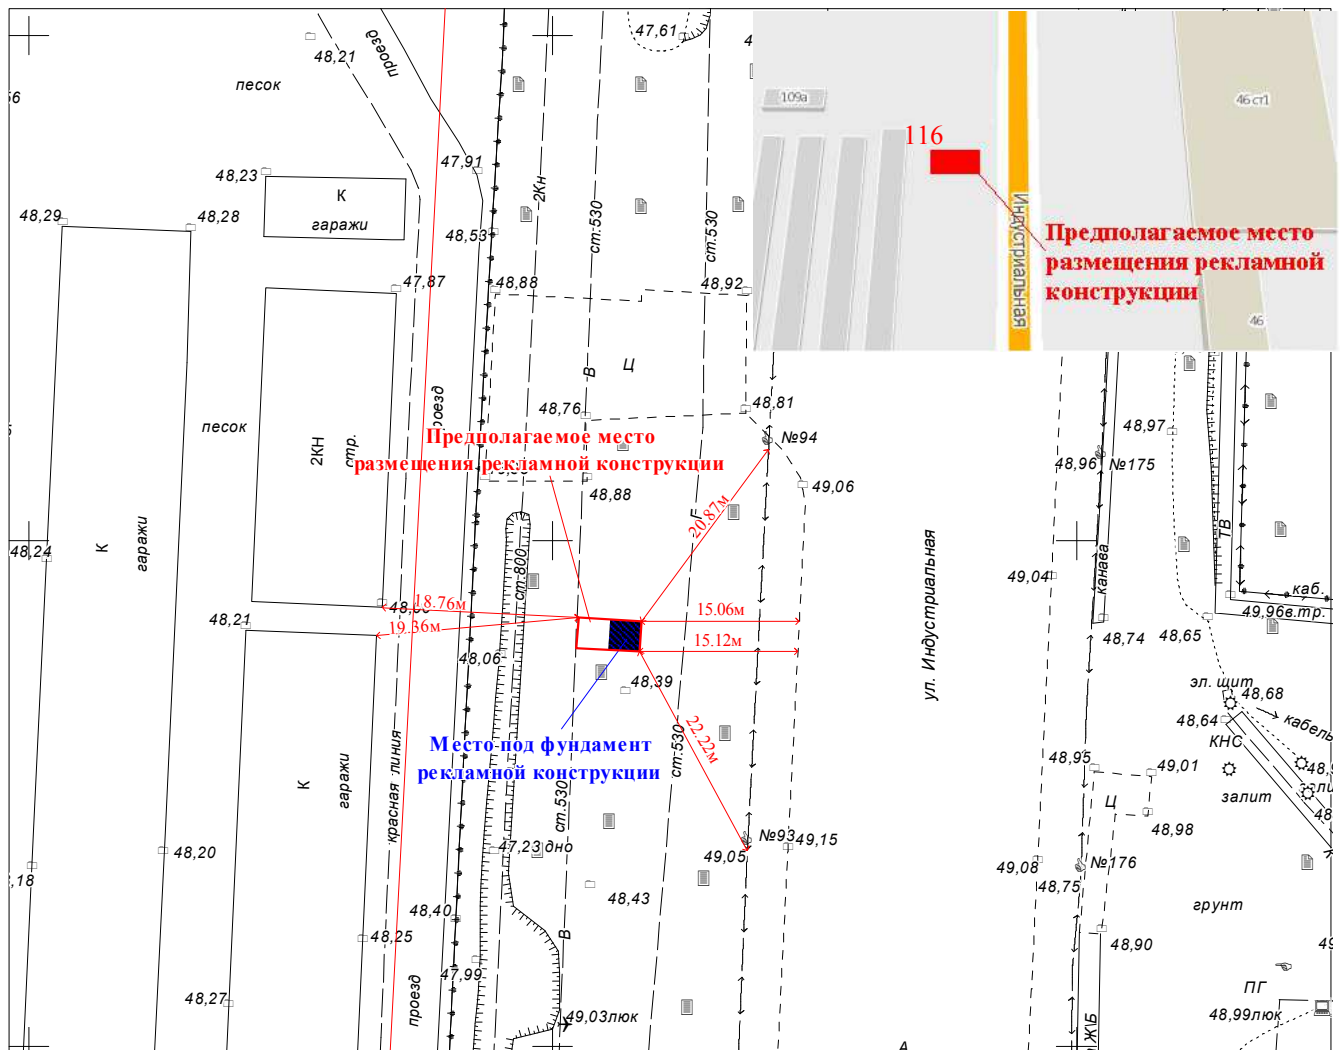 47,61
48,21
проезд
песок
48,23
47,91
К
гаражи
2Кн
ст.530
ст.530
48,29
48,28
48,53
47,87
48,88
48,92
109а
46 ст1
116
Индустриальная
Предполагаемое место
размещения рекламной
конструкции
46
В
Ц
48,76
48,81
№94
песок
2КН
стр.
Предполагаемое место
размещения рекламной конструкции
48,88
49,06
48,97
48,96
№175
20.87м
Г
48,24
К
гаражи
ст.800
ул. Индустриальная
49,04
канава
ТВ
каб.
49,96в.тр.
18.76м
19.36м
15.06м
15.12м
48,21
48,74
48,65
48,06
48,39
эл. щит
48,68
48,64
кабель
КНС
залит
22.22м
ст.530
Место под фундамент
рекламной конструкции
К
гаражи
красная линия
ст.530
48,95
49,01
Ц
48,98
48,20
47,23 дно
№93
49,15
49,05
49,08
48,75
№176
48,43
грунт
48,40
48,25
В
48,90
47,99
48,27
проезд
49,03люк
ПГ
48,99люк
Ж\Б
А